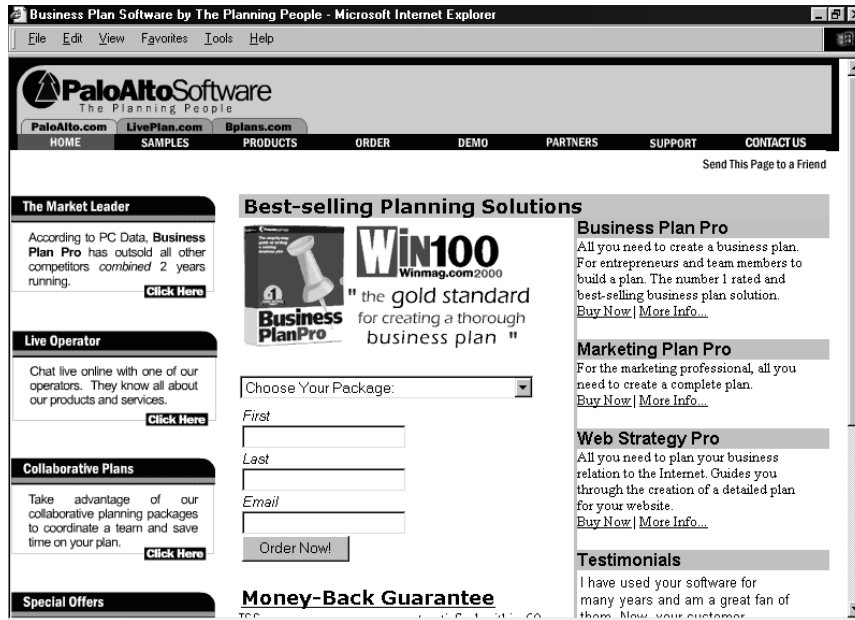 Business Plan Software by The Planning People - Microsoft Internet Explorer
File Edit View Favorites Tools Help
PaloAltoSoftware
The Planning People
PaloAlto.com LivePlan.com Bplans.com
HOME SAMPLES PRODUCTS ORDER DEMO PARTNERS SUPPORT CONTACT US
Send This Page to a Friend
The Market Leader
According to PC Data, Business
Plan Pro has outsold all other
competitors combined 2 years
running.
Click Here
Live Operator
Chat live online with one of our
operators. They know all about
our products and services.
Click Here
Collaborative Plans
Take advantage of our
collaborative planning packages
to coordinate a team and save
time on your plan.
Click Here
Special Offers
Best-selling Planning Solutions
Business
PlanPro
WIN100
Winmag.com2000
" the gold standard
for creating a thorough
business plan "
Choose Your Package:
First
Last
Email
Order Now!
Money-Back Guarantee
Business Plan Pro
All you need to create a business plan.
For entrepreneurs and team members to
build a plan. The number 1 rated and
best-selling business plan solution.
Buy Now | More Info...
Marketing Plan Pro
For the marketing professional, all you
need to create a complete plan.
Buy Now | More Info...
Web Strategy Pro
All you need to plan your business
relation to the Internet. Guides you
through the creation of a detailed plan
for your website.
Buy Now | More Info...
Testimonials
I have used your software for
many years and am a great fan of
them. Now, your customer